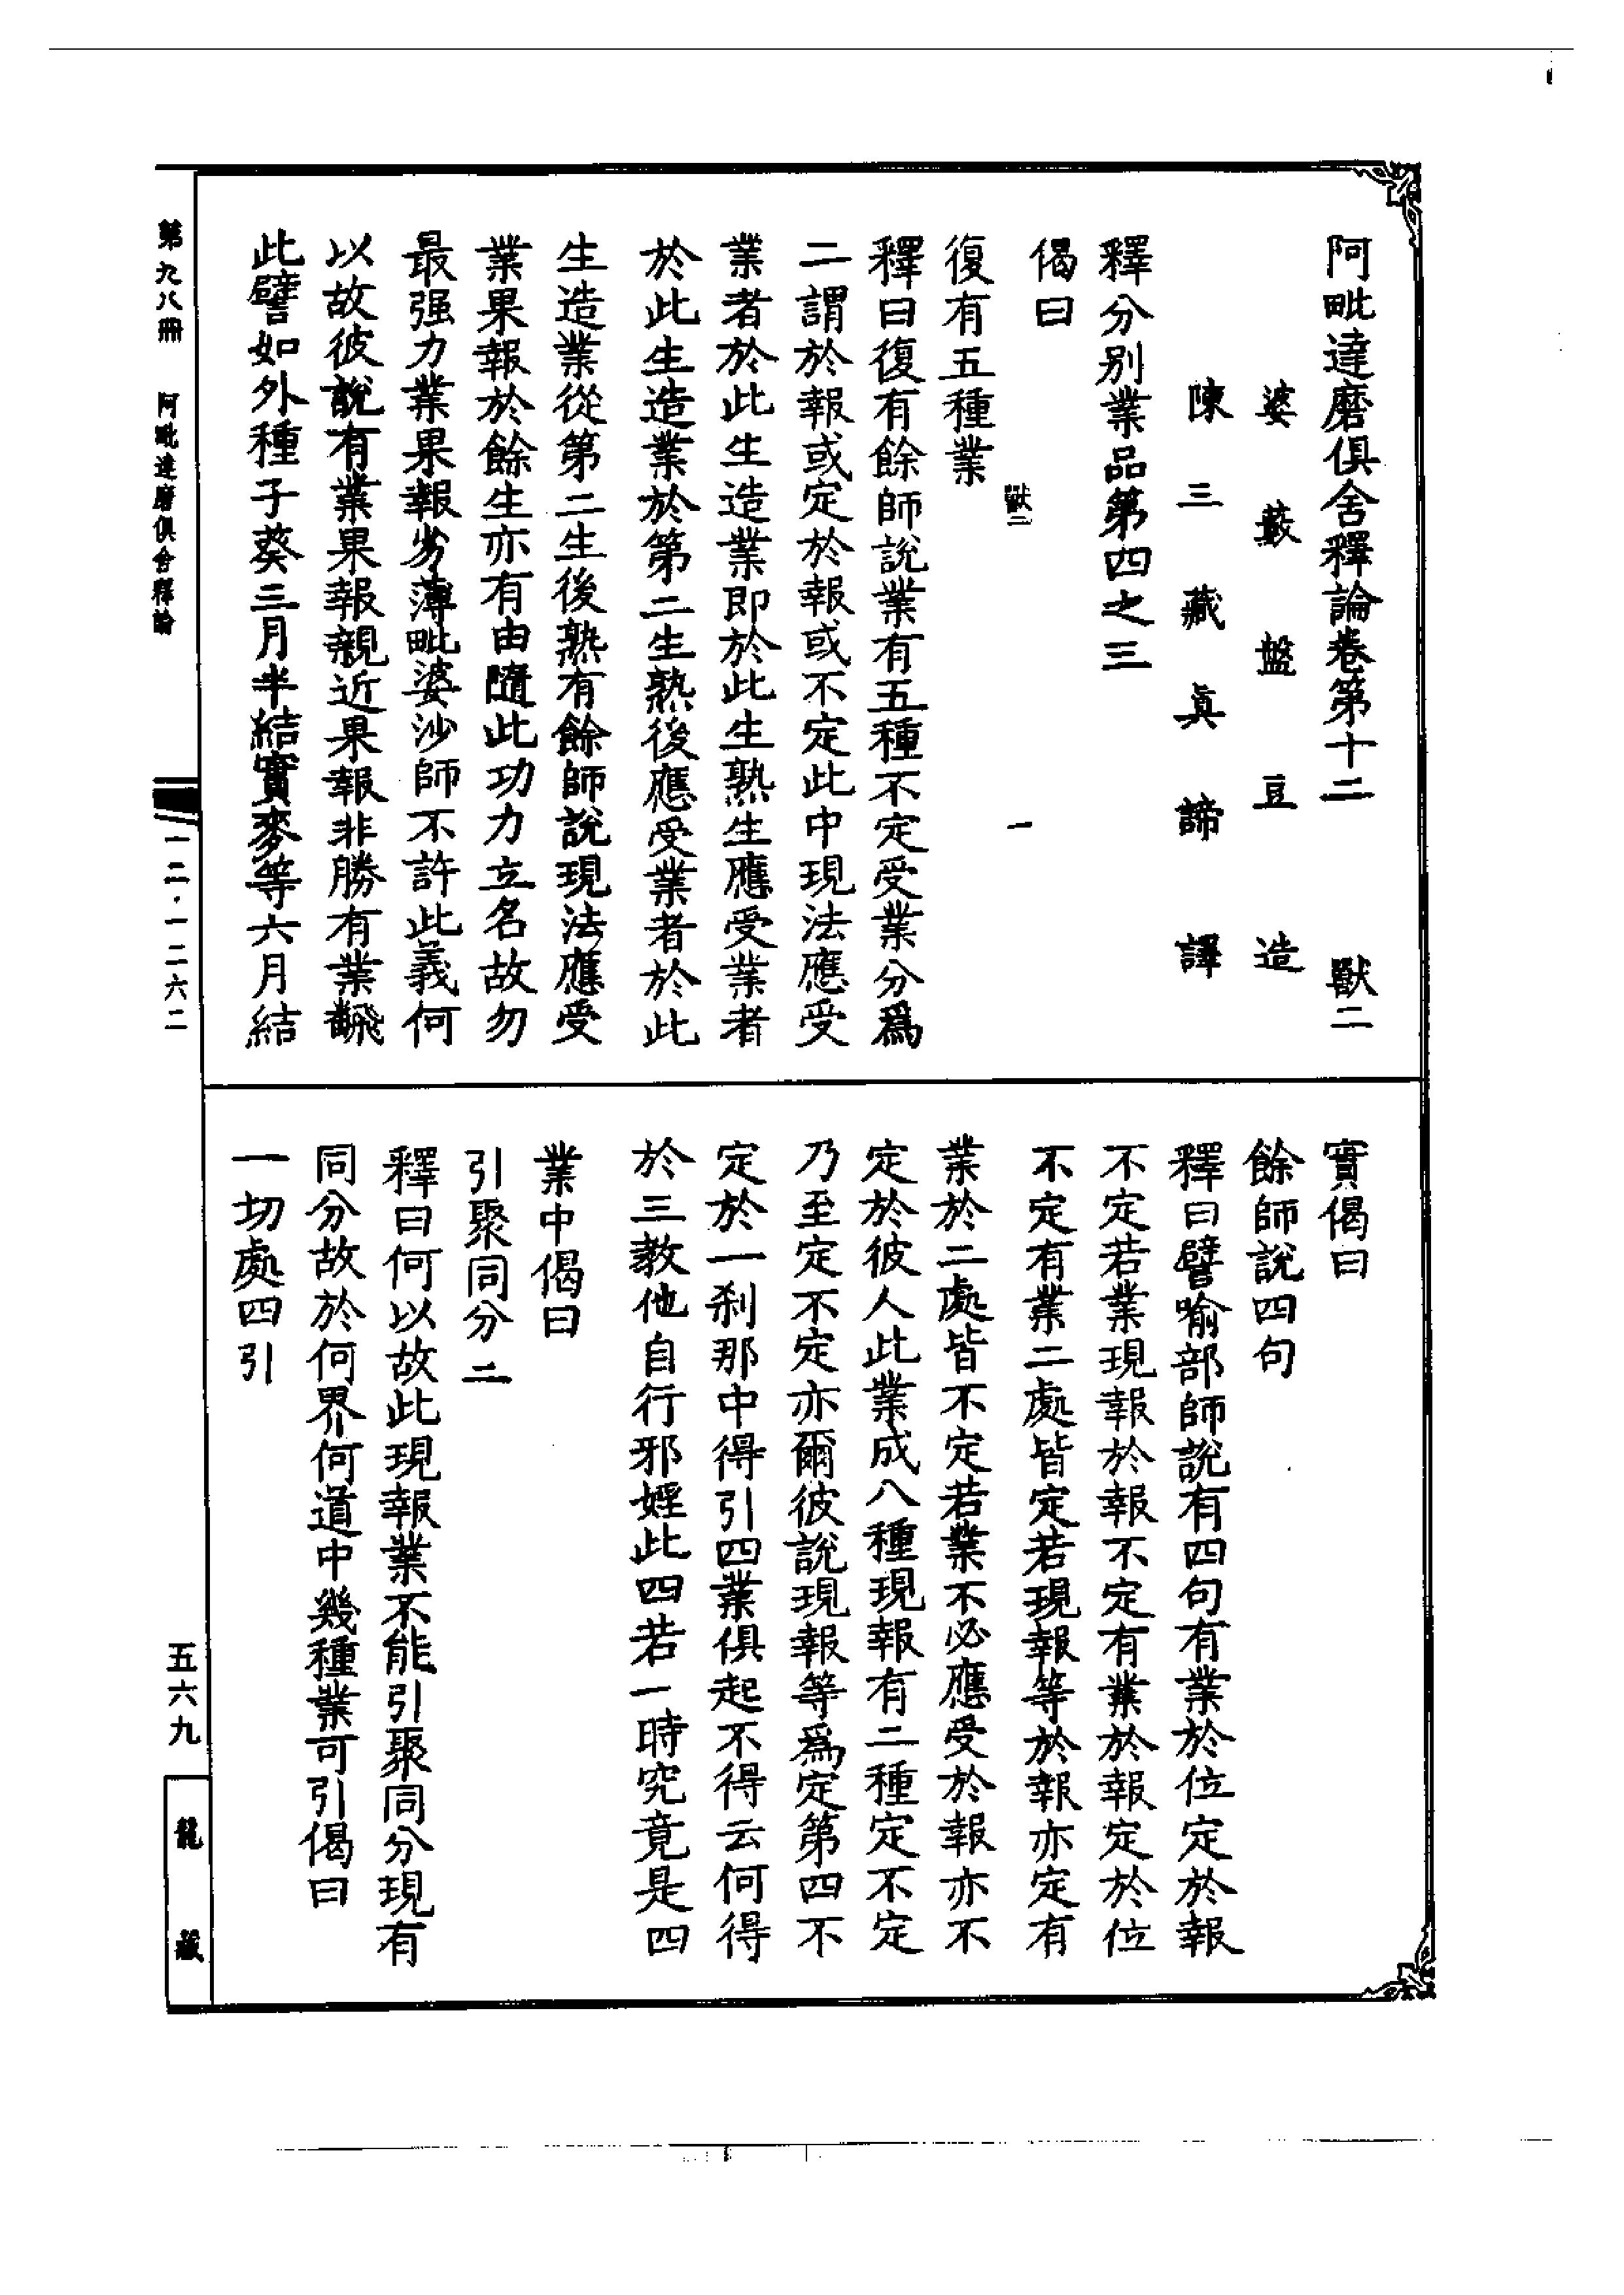 阿毗達磨俱舍釋論卷第十二　獸二
婆藪盤豆造
陳三藏真諦譯
釋分别業品第四之三
偈曰
獸二　一
復有五種業
釋曰復有餘師說業有五種不定受業分爲
二謂於報或定於報或不定此中現法應受
業者於此生造業即於此生熟生應受業者
於此生造業於第二生熟後應受業者於此
生造業從第二生後熟有餘師說現法應受
業果報於餘生亦有由隨此功力立名故勿
最强力業果報劣薄毗婆沙師不許此義何
以故彼說有業果報親近果報非勝有業翻
此譬如外種子葵三月半結實麥等六月結
實偈曰
餘師說四句
釋曰譬喻部師說有四句有業於位定於報
不定若業現報於報不定有業於報定於位
不定有業二處皆定若現報等於報亦定有
業於二處皆不定若業不必應受於報亦不
定於彼人此業成八種現報有二種定不定
乃至定不定亦爾彼說現報等爲定第四不
定於一刹那中得引四業俱起不得云何得
於三教他自行邪婬此四若一時究竟是四
業中偈曰
引聚同分二
釋曰何以故此現報業不能引聚同分現有
同分故於何界何道中幾種業可引偈曰
一切處四引
第九八冊　阿毗達磨俱舍釋論
一二·一二六二
五六九
龍藏